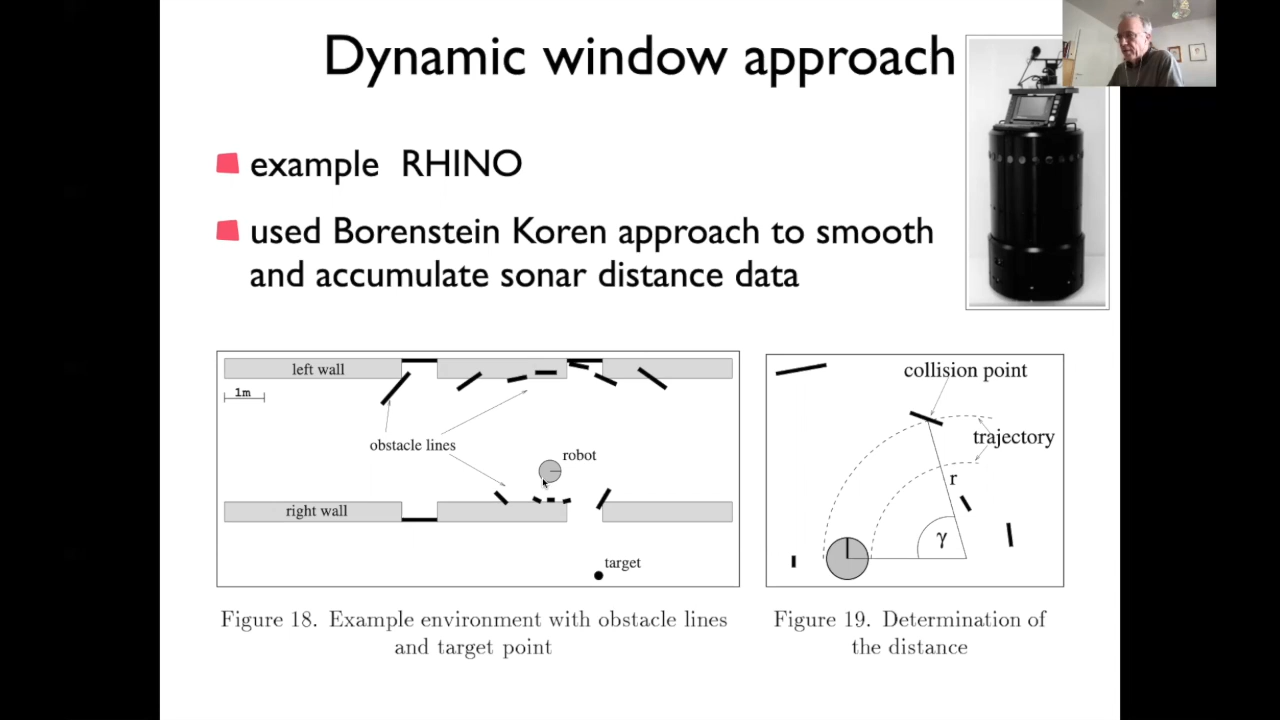 Dynamic window approach
example RHINO
used Borenstein Koren approach to smooth
and accumulate sonar distance data
left wall
1m
obstacle lines
robot
right wall
target
Figure 18. Example environment with obstacle lines
and target point
collision point
trajectory
r
γ
Figure 19. Determination of
the distance